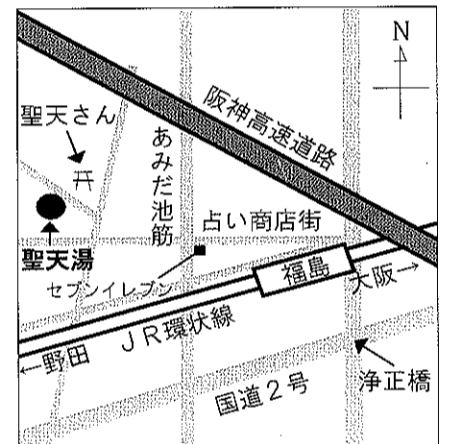 N
阪神高速道路
聖天さん
あみだ池筋
占い商店街
聖天湯
セブンイレブン
福島
大阪→
JR環状線
←野田
浄正橋
国道2号